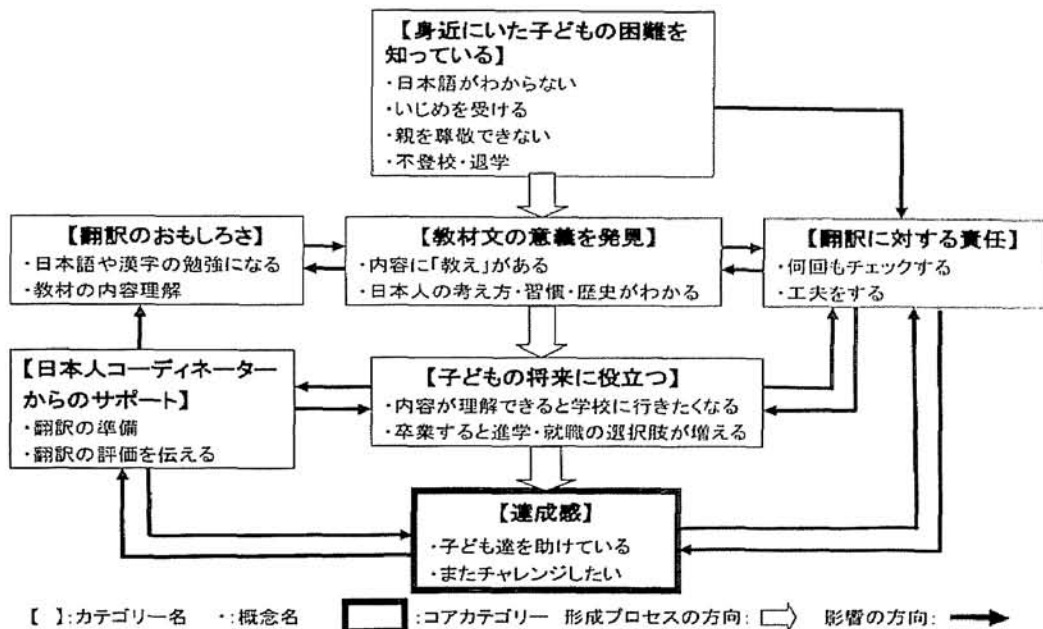 【身近にいた子どもの困難を
知っている】
・日本語がわからない
・いじめを受ける
・親を尊敬できない
・不登校・退学
【翻訳のおもしろさ】
・日本語や漢字の勉強になる
・教材の内容理解
【教材文の意義を発見】
・内容に「教え」がある
・日本人の考え方・習慣・歴史がわかる
【翻訳に対する責任】
・何回もチェックする
・工夫をする
【日本人コーディネーター
からのサポート】
・翻訳の準備
・翻訳の評価を伝える
【子どもの将来に役立つ】
・内容が理解できると学校に行きたくなる
・卒業すると進学・就職の選択肢が増える
【達成感】
・子ども達を助けている
・またチャレンジしたい
【 】:カテゴリー名 ・:概念名 :コアカテゴリー 形成プロセスの方向: 影響の方向: